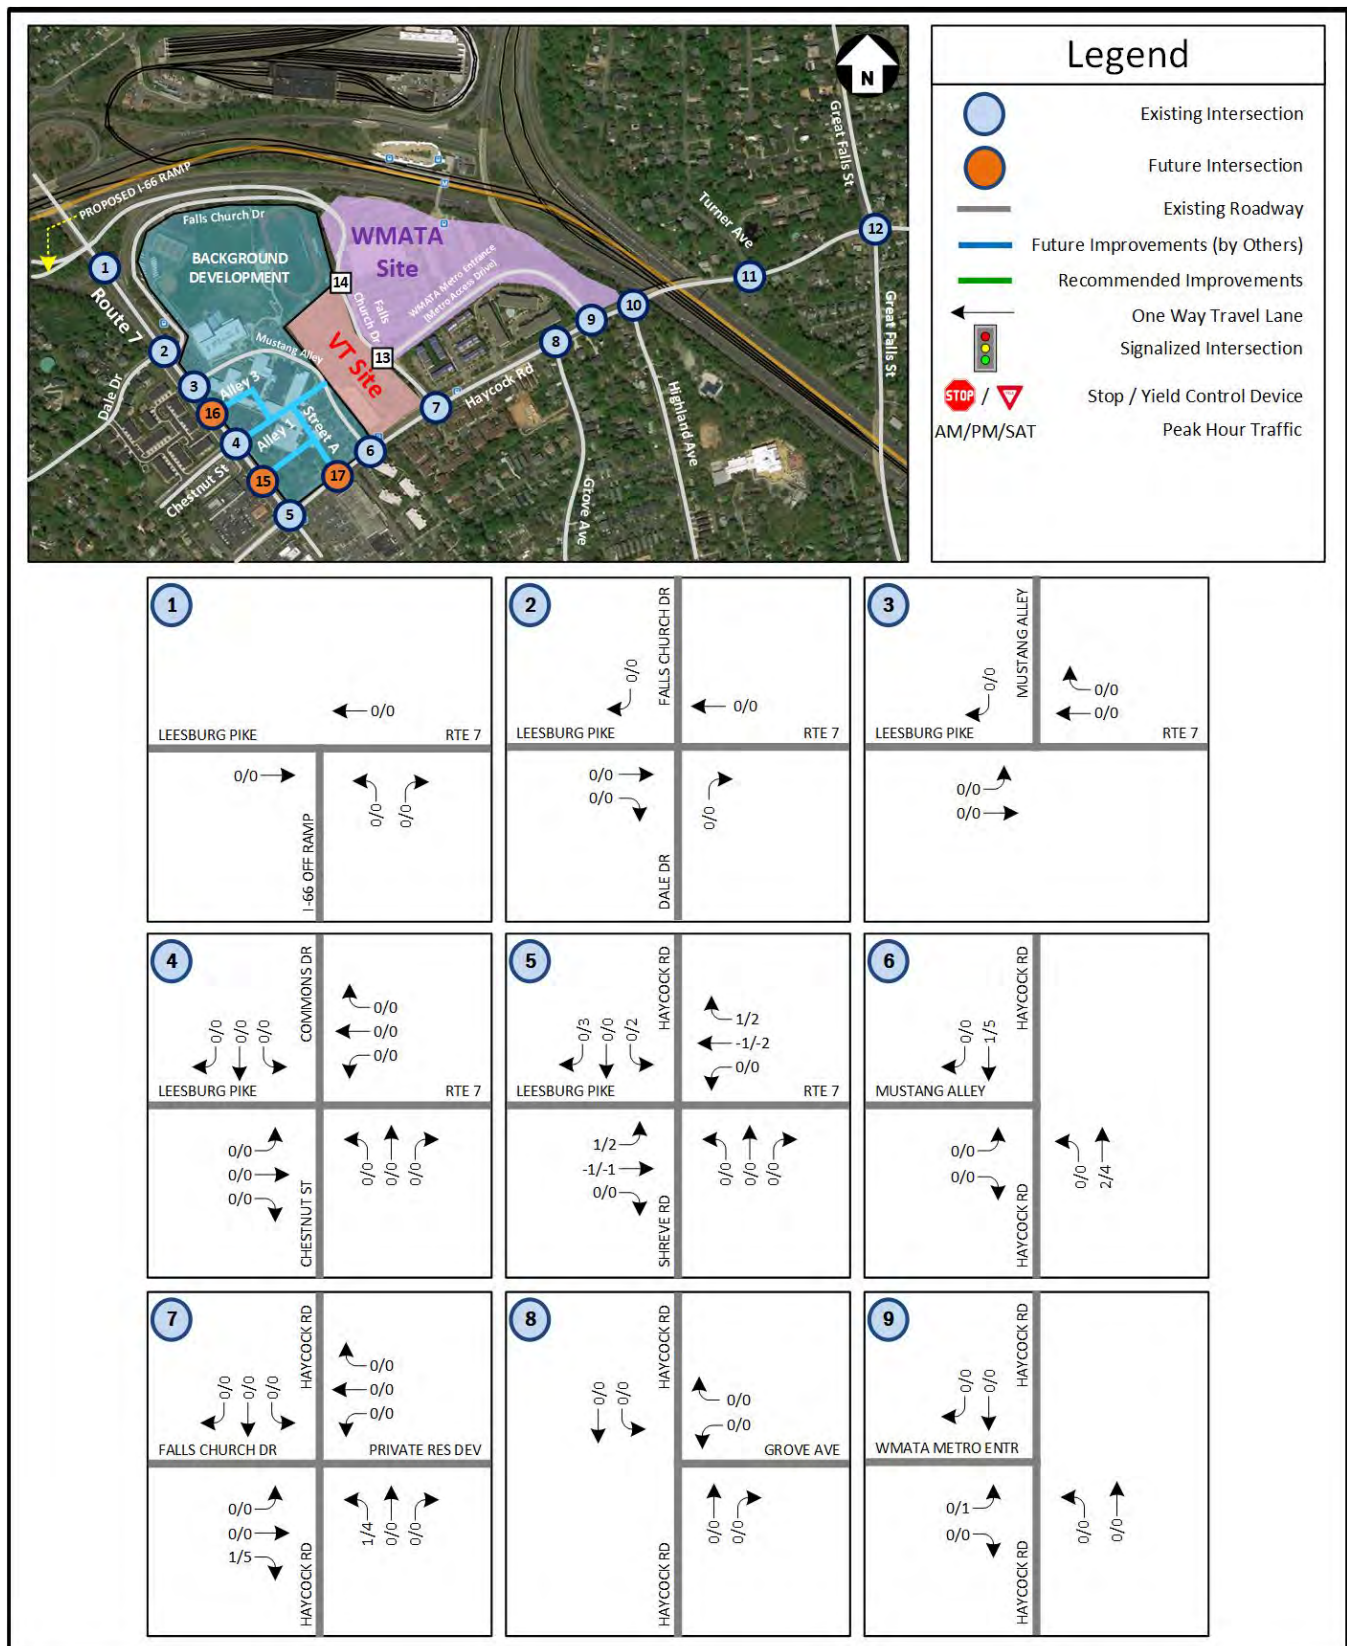 N
Great Falls St
Turner Ave
PROPOSED I-66 RAMP
Falls Church Dr
WMATA
Site
BACKGROUND
DEVELOPMENT
WMATA Metro Entrance
(Metro Access Drive)
Falls
Church Dr
12
11
1
14
10
9
Route 7
8
Mustang Alley
VT Site
13
2
3
Alley 3
16
Dale Dr
7
Haycock Rd
Highland Ave
Great Falls St
Alley 1
Street A
4
6
Chestnut St
15
17
5
Grove Ave
Legend
Existing Intersection
Future Intersection
Existing Roadway
Future Improvements (by Others)
Recommended Improvements
One Way Travel Lane
Signalized Intersection
STOP / Stop / Yield Control Device
AM/PM/SAT Peak Hour Traffic
1
0/0
LEESBURG PIKE RTE 7
0/0
0/0
0/0
I-66 OFF RAMP
2
FALLS CHURCH DR
0/0
0/0
LEESBURG PIKE RTE 7
0/0
0/0
0/0
DALE DR
3
MUSTANG ALLEY
0/0
0/0
0/0
LEESBURG PIKE RTE 7
0/0
0/0
4
COMMONS DR
0/0
0/0
0/0
0/0
0/0
0/0
LEESBURG PIKE RTE 7
0/0
0/0
0/0
0/0
0/0
0/0
CHESTNUT ST
5
HAYCOCK RD
0/3
0/0
0/2
1/2
-1/-2
0/0
LEESBURG PIKE RTE 7
1/2
-1/-1
0/0
0/0
0/0
0/0
SHREVE RD
6
HAYCOCK RD
0/0
1/5
MUSTANG ALLEY
0/0
0/0
0/0
2/4
HAYCOCK RD
7
HAYCOCK RD
0/0
0/0
0/0
0/0
0/0
0/0
FALLS CHURCH DR PRIVATE RES DEV
0/0
0/0
1/5
1/4
0/0
0/0
HAYCOCK RD
8
HAYCOCK RD
0/0
0/0
0/0
0/0
GROVE AVE
0/0
0/0
HAYCOCK RD
9
HAYCOCK RD
0/0
0/0
WMATA METRO ENTR
0/1
0/0
0/0
0/0
HAYCOCK RD